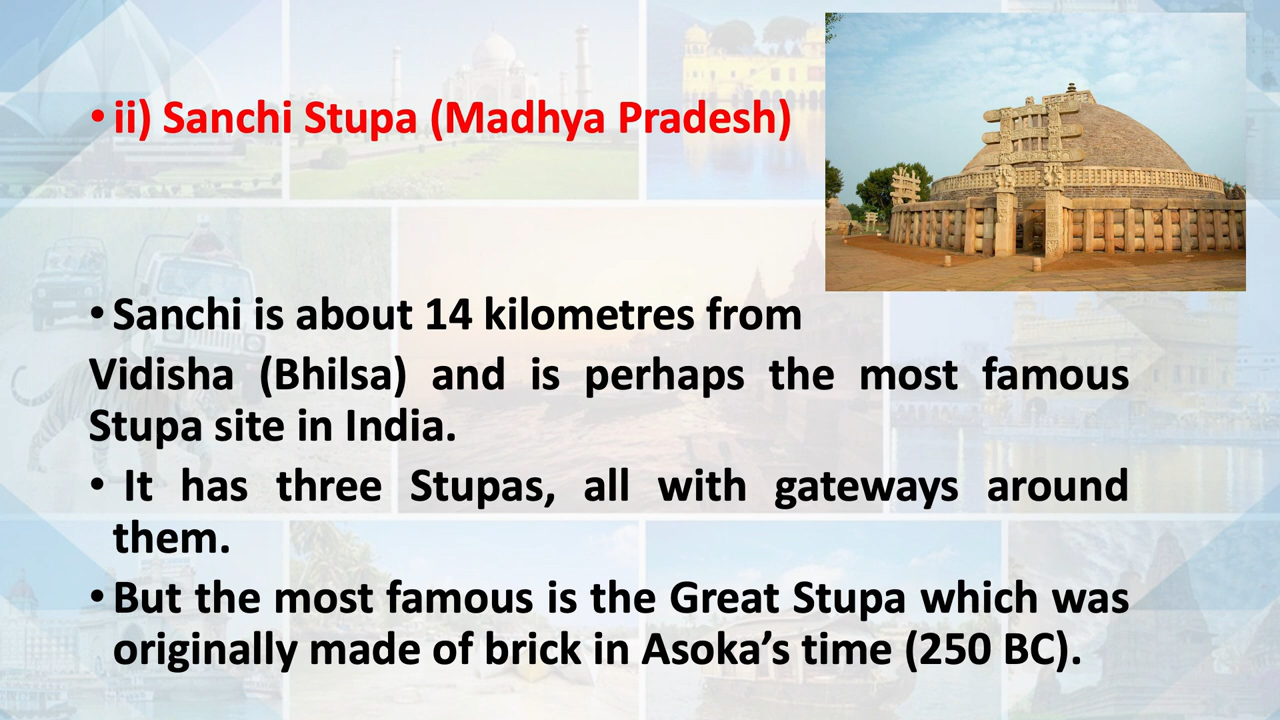 • ii) Sanchi Stupa (Madhya Pradesh)
• Sanchi is about 14 kilometres from
Vidisha (Bhilsa) and is perhaps the most famous
Stupa site in India.
• It has three Stupas, all with gateways around
them.
• But the most famous is the Great Stupa which was
originally made of brick in Asoka’s time (250 BC).